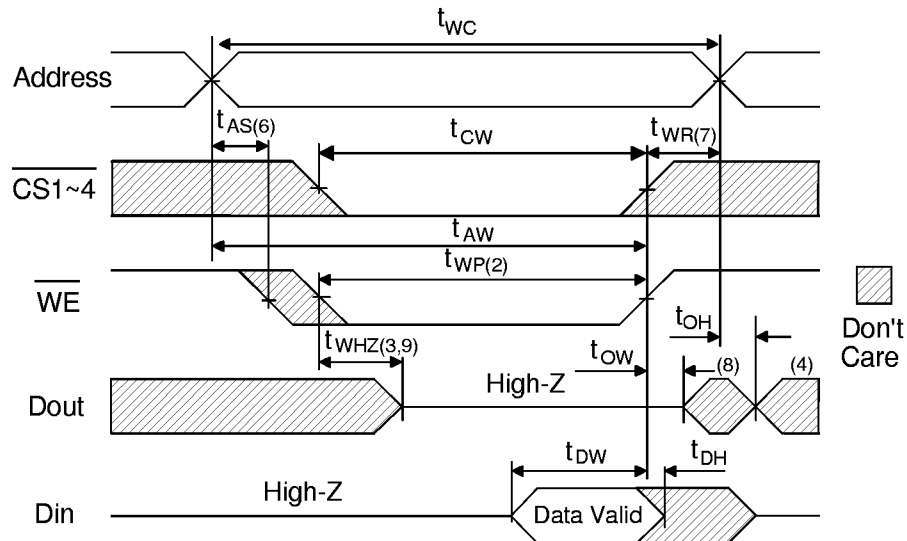 tWC
Address
tAS(6)
tCW
tWR(7)
CS1~4
tAW
WE
tWP(2)
tOH
Don't
Care
tWHZ(3,9)
tOW
(8)
(4)
Dout
High-Z
tDW
tDH
High-Z
Din
Data Valid